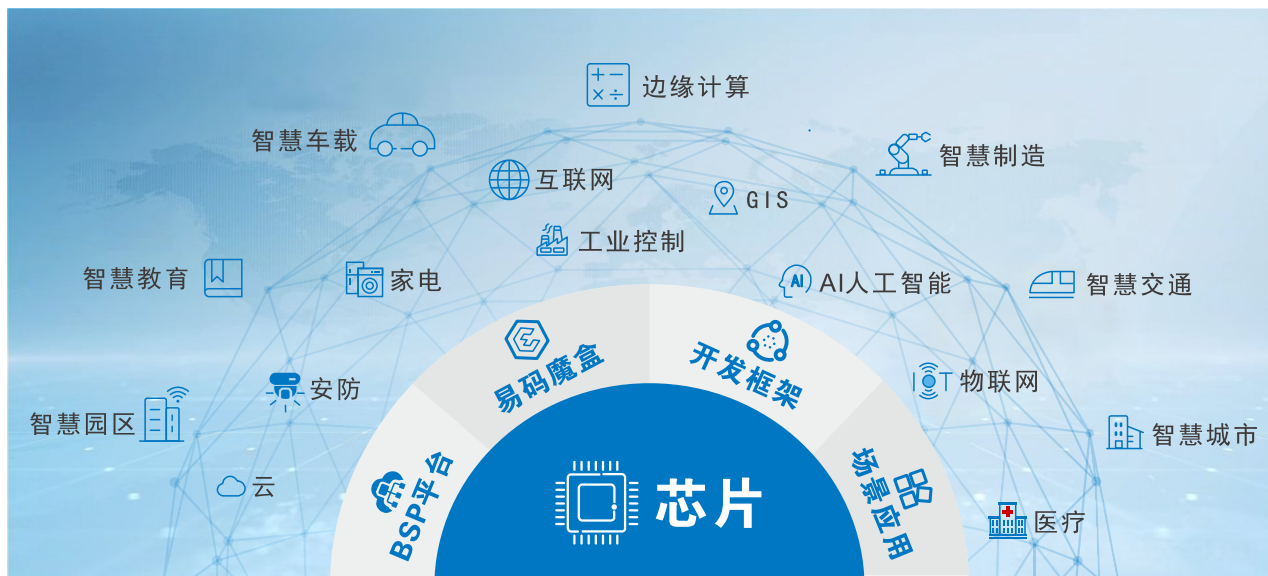 边缘计算
智慧车载
智慧制造
互联网
GIS
工业控制
智慧教育
家电
AI
AI人工智能
智慧交通
易码魔盒
开发框架
安防
IOT
物联网
智慧园区
智慧城市
云
BSP平台
芯片
场景应用
医疗